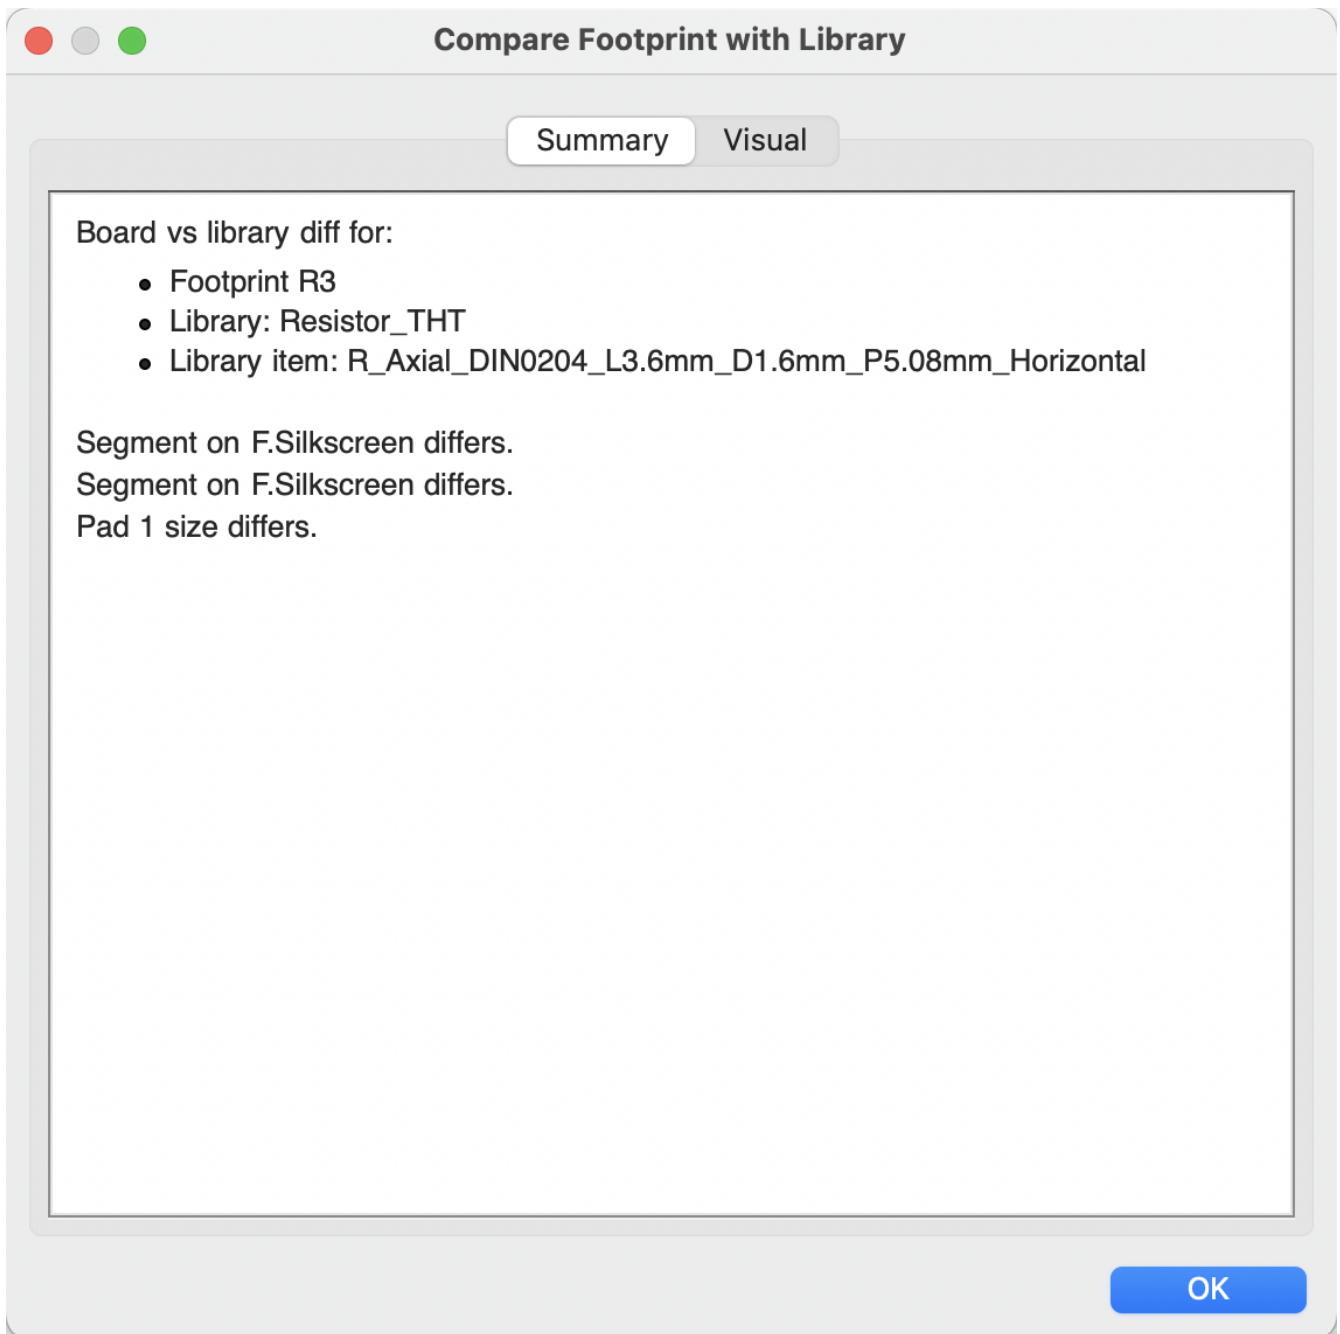 Compare Footprint with Library
Summary
Visual
Board vs library diff for:
• Footprint R3
• Library: Resistor_THT
• Library item: R_Axial_DIN0204_L3.6mm_D1.6mm_P5.08mm_Horizontal
Segment on F.Silkscreen differs.
Segment on F.Silkscreen differs.
Pad 1 size differs.
OK